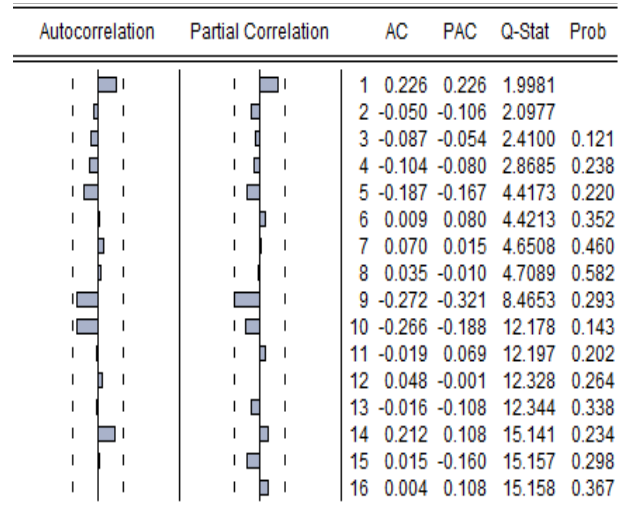 Autocorrelation Partial Correlation AC PAC Q-Stat Prob
1 0.226 0.226 1.9981
2 -0.050 -0.106 2.0977
3 -0.087 -0.054 2.4100 0.121
4 -0.104 -0.080 2.8685 0.238
5 -0.187 -0.167 4.4173 0.220
6 0.009 0.080 4.4213 0.352
7 0.070 0.015 4.6508 0.460
8 0.035 -0.010 4.7089 0.582
9 -0.272 -0.321 8.4653 0.293
10 -0.266 -0.188 12.178 0.143
11 -0.019 0.069 12.197 0.202
12 0.048 -0.001 12.328 0.264
13 -0.016 -0.108 12.344 0.338
14 0.212 0.108 15.141 0.234
15 0.015 -0.160 15.157 0.298
16 0.004 0.108 15.158 0.367